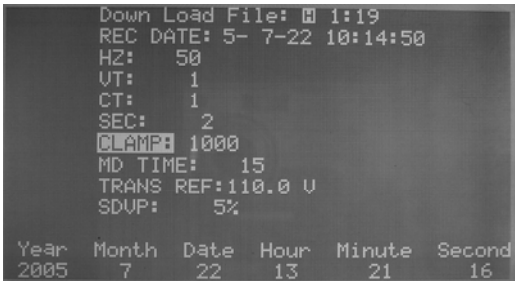 Down Load File: H 1:19
REC DATE: 5- 7-22 10:14:50
HZ: 50
VT: 1
CT: 1
SEC: 2
CLAMP: 1000
MD TIME: 15
TRANS REF:110.0 V
SDVP: 5%
Year Month Date Hour Minute Second
2005 7 22 13 21 16